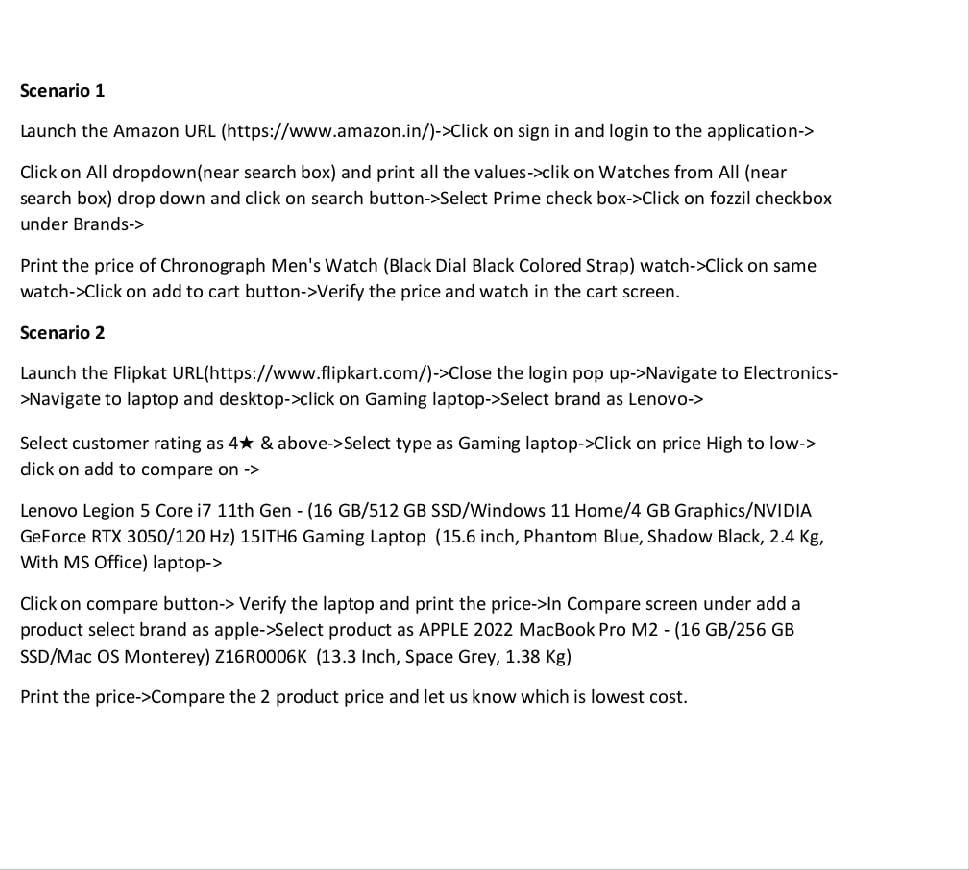 Scenario 1
Launch the Amazon URL (https://www.amazon.in/)->Click on sign in and login to the application->
Click on All dropdown(near search box) and print all the values->clik on Watches from All (near
search box) drop down and click on search button->Select Prime check box->Click on fozzil checkbox
under Brands->
Print the price of Chronograph Men's Watch (Black Dial Black Colored Strap) watch->Click on same
watch->Click on add to cart button->Verify the price and watch in the cart screen.
Scenario 2
Launch the Flipkat URL(https://www.flipkart.com/)->Close the login pop up->Navigate to Electronics-
>Navigate to laptop and desktop->click on Gaming laptop->Select brand as Lenovo->
Select customer rating as 4★ & above->Select type as Gaming laptop->Click on price High to low->
click on add to compare on ->
Lenovo Legion 5 Core i7 11th Gen - (16 GB/512 GB SSD/Windows 11 Home/4 GB Graphics/NVIDIA
GeForce RTX 3050/120 Hz) 15ITH6 Gaming Laptop (15.6 inch, Phantom Blue, Shadow Black, 2.4 Kg,
With MS Office) laptop->
Click on compare button-> Verify the laptop and print the price->In Compare screen under add a
product select brand as apple->Select product as APPLE 2022 MacBook Pro M2 - (16 GB/256 GB
SSD/Mac OS Monterey) Z16R0006K (13.3 Inch, Space Grey, 1.38 Kg)
Print the price->Compare the 2 product price and let us know which is lowest cost.